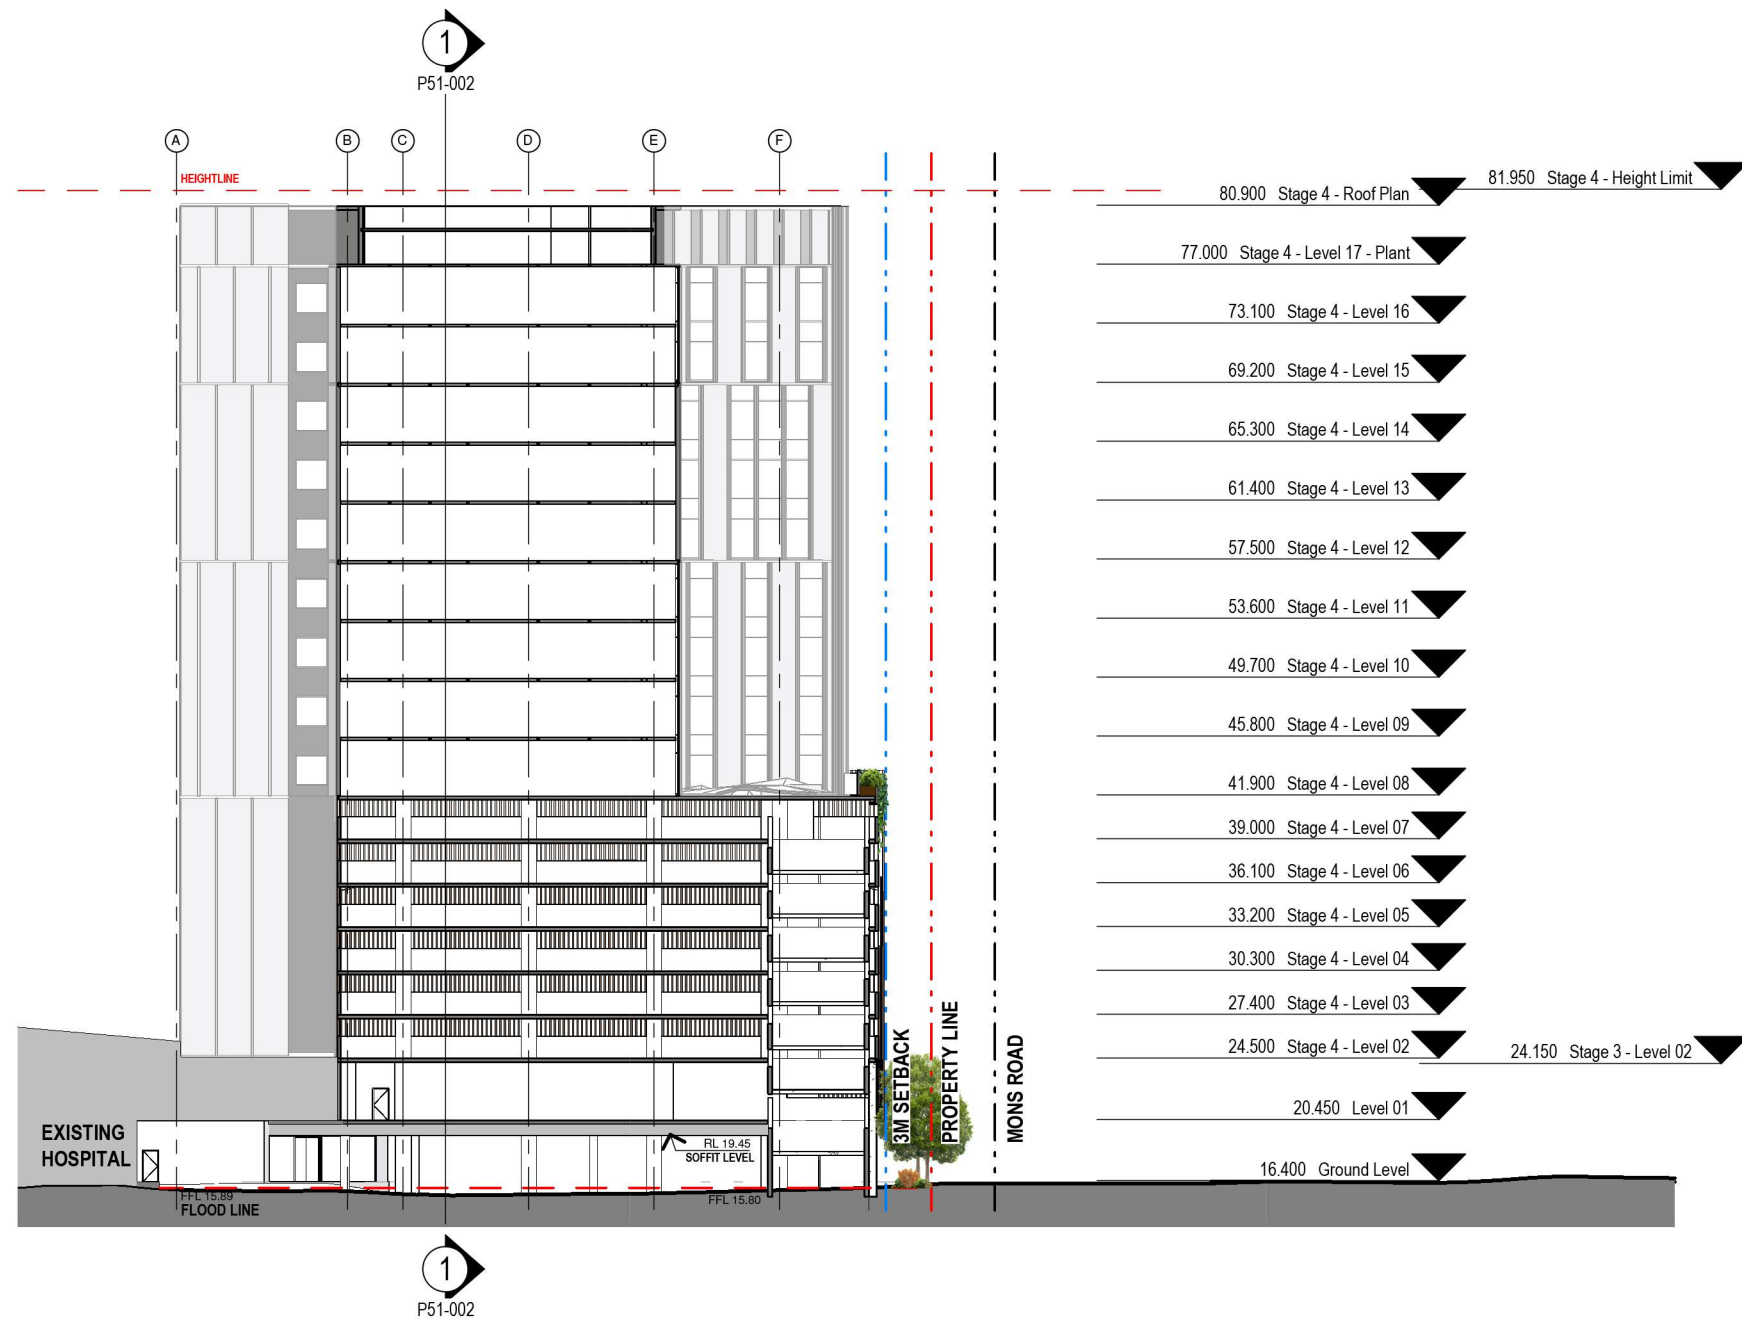 1
P51-002
A
B
C
D
E
F
HEIGHTLINE
81.950 Stage 4 - Height Limit
80.900 Stage 4 - Roof Plan
77.000 Stage 4 - Level 17 - Plant
73.100 Stage 4 - Level 16
69.200 Stage 4 - Level 15
65.300 Stage 4 - Level 14
61.400 Stage 4 - Level 13
57.500 Stage 4 - Level 12
53.600 Stage 4 - Level 11
49.700 Stage 4 - Level 10
45.800 Stage 4 - Level 09
41.900 Stage 4 - Level 08
39.000 Stage 4 - Level 07
36.100 Stage 4 - Level 06
33.200 Stage 4 - Level 05
30.300 Stage 4 - Level 04
27.400 Stage 4 - Level 03
24.500 Stage 4 - Level 02
24.150 Stage 3 - Level 02
20.450 Level 01
16.400 Ground Level
3M SETBACK
PROPERTY LINE
MONS ROAD
EXISTING
HOSPITAL
RL 19.45
SOFFIT LEVEL
FFL 15.89
FLOOD LINE
FFL 15.80
1
P51-002